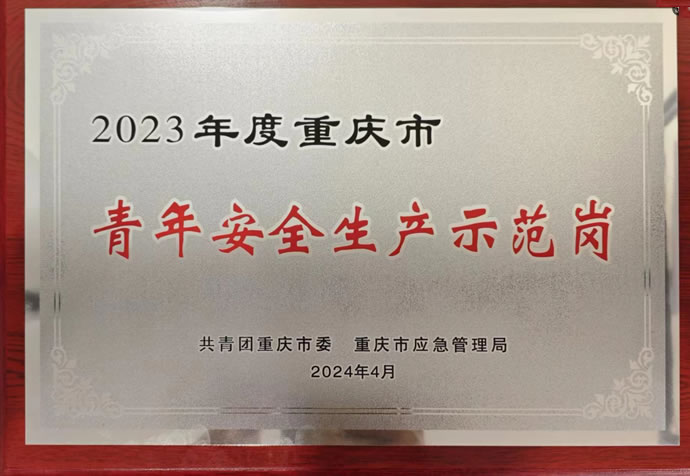 2023年度重庆市
青年安全生产示范岗
共青团重庆市委 重庆市应急管理局
2024年4月